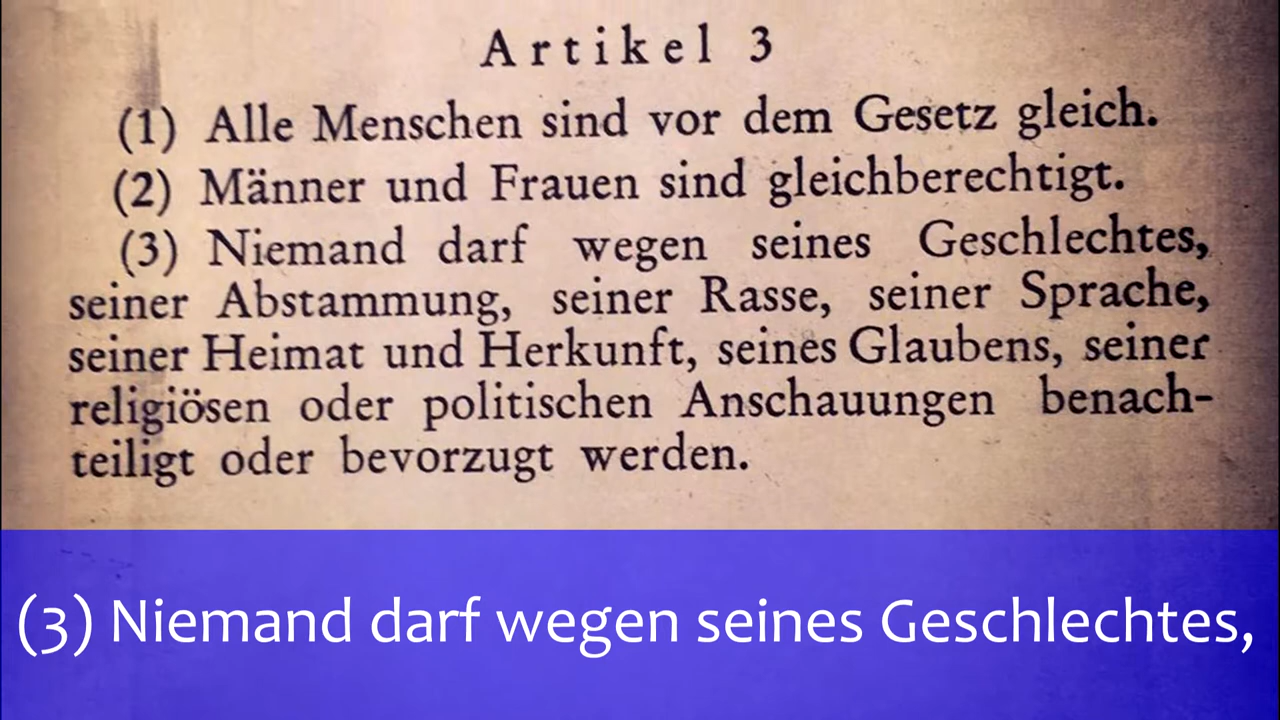 Artikel 3
(1) Alle Menschen sind vor dem Gesetz gleich.
(2) Männer und Frauen sind gleichberechtigt.
(3) Niemand darf wegen seines Geschlechtes,
seiner Abstammung, seiner Rasse, seiner Sprache,
seiner Heimat und Herkunft, seines Glaubens, seiner
religiösen oder politischen Anschauungen benach-
teiligt oder bevorzugt werden.
(3) Niemand darf wegen seines Geschlechtes,